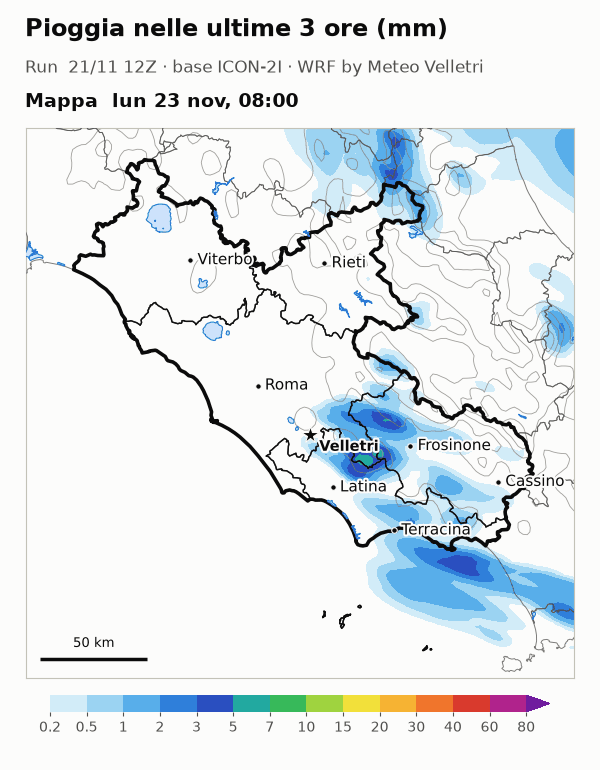 Pioggia nelle ultime 3 ore (mm)
Run 21/11 12Z · base ICON-2I · WRF by Meteo Velletri
Mappa lun 23 nov, 08:00
Viterbo
Rieti
Roma
Velletri
Frosinone
Latina
Cassino
Terracina
50 km
0.2 0.5 1 2 3 5 7 10 15 20 30 40 60 80